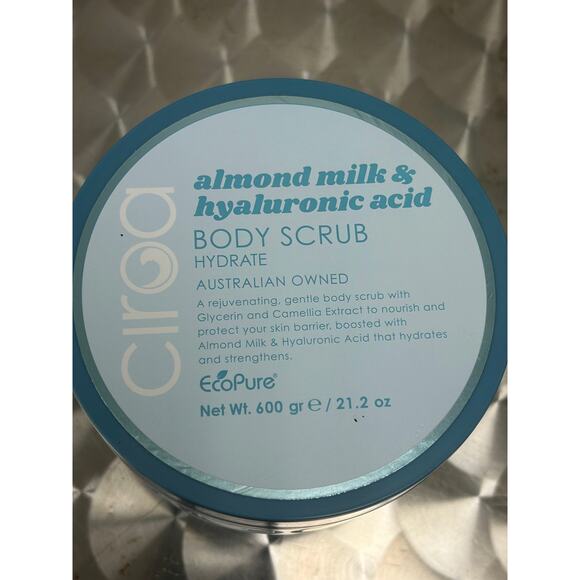 ciroa
almond milk &
hyaluronic acid
BODY SCRUB
HYDRATE
AUSTRALIAN OWNED
A rejuvenating, gentle body scrub with
Glycerin and Camellia Extract to nourish and
protect your skin barrier, boosted with
Almond Milk & Hyaluronic Acid that hydrates
and strengthens.
EcoPure®
Net Wt. 600 gr ℮ / 21.2 oz